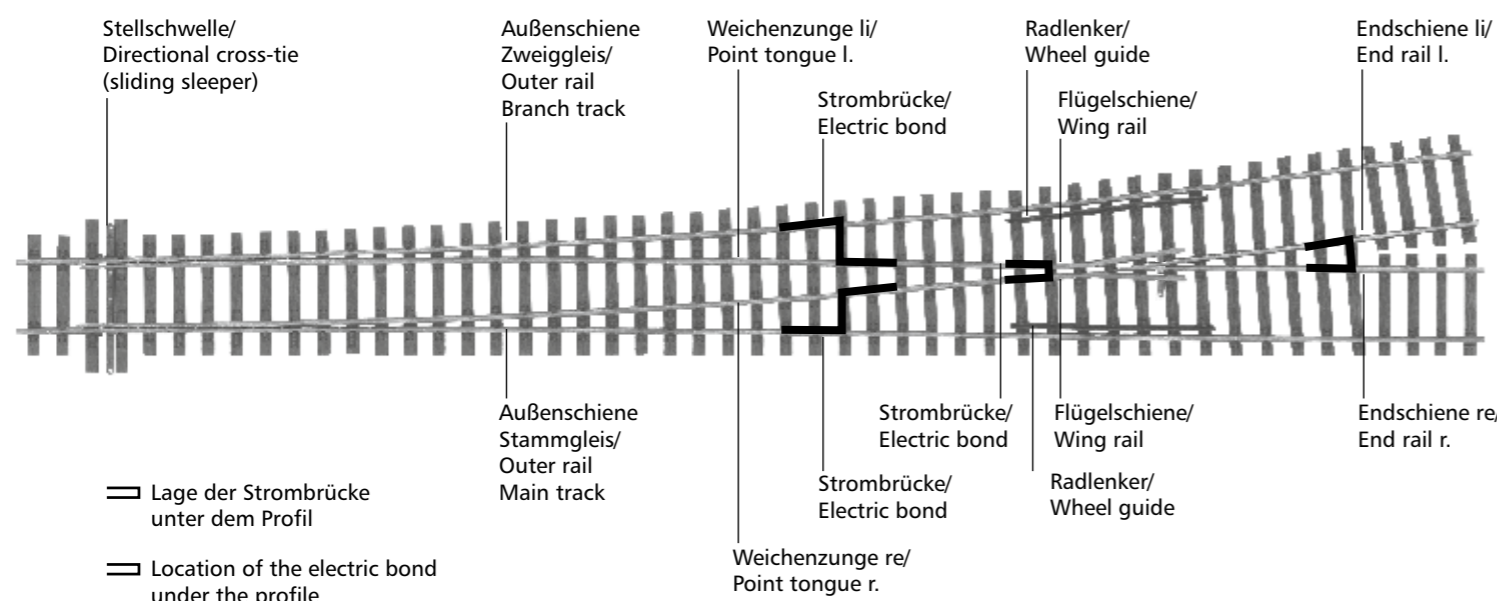 Stellschwelle/
Directional cross-tie
(sliding sleeper)
Außenschiene
Zweiggleis/
Outer rail
Branch track
Weichenzunge li/
Point tongue l.
Strombrücke/
Electric bond
Radlenker/
Wheel guide
Flügelschiene/
Wing rail
Endschiene li/
End rail l.
Außenschiene
Stammgleis/
Outer rail
Main track
Strombrücke/
Electric bond
Weichenzunge re/
Point tongue r.
Strombrücke/
Electric bond
Flügelschiene/
Wing rail
Radlenker/
Wheel guide
Endschiene re/
End rail r.
Lage der Strombrücke
unter dem Profil
Location of the electric bond
under the profile